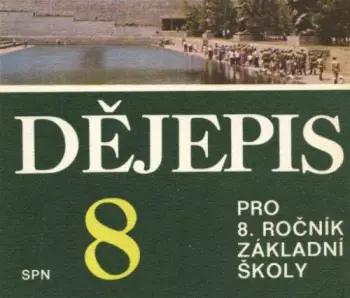 DĚJEPIS
8
PRO
8. ROČNÍK
ZÁKLADNÍ
ŠKOLY
SPN